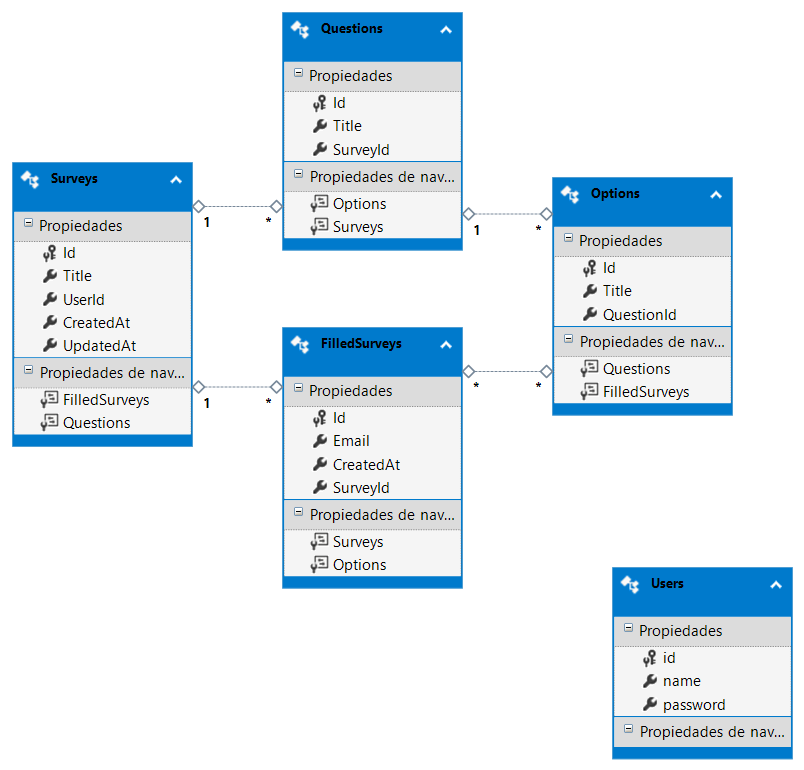 Questions
Propiedades
Id
Title
SurveyId
Propiedades de nav...
Options
Surveys
Surveys
Propiedades
Id
Title
UserId
CreatedAt
UpdatedAt
Propiedades de nav...
FilledSurveys
Questions
1
*
1
*
Options
Propiedades
Id
Title
QuestionId
Propiedades de nav...
Questions
FilledSurveys
1
*
FilledSurveys
Propiedades
Id
Email
CreatedAt
SurveyId
Propiedades de nav...
Surveys
Options
*
*
Users
Propiedades
id
name
password
Propiedades de nav...